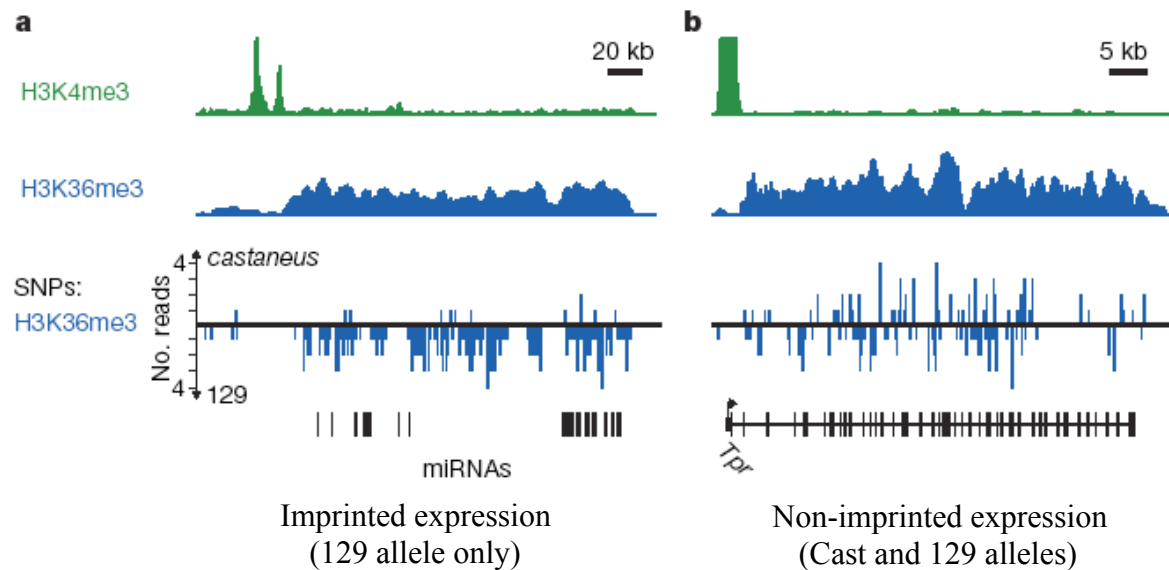 a
20 kb
H3K4me3
H3K36me3
SNPs:
H3K36me3
No. reads
4
castaneus
4
129
miRNAs
Imprinted expression
(129 allele only)
b
5 kb
Tpr
Non-imprinted expression
(Cast and 129 alleles)